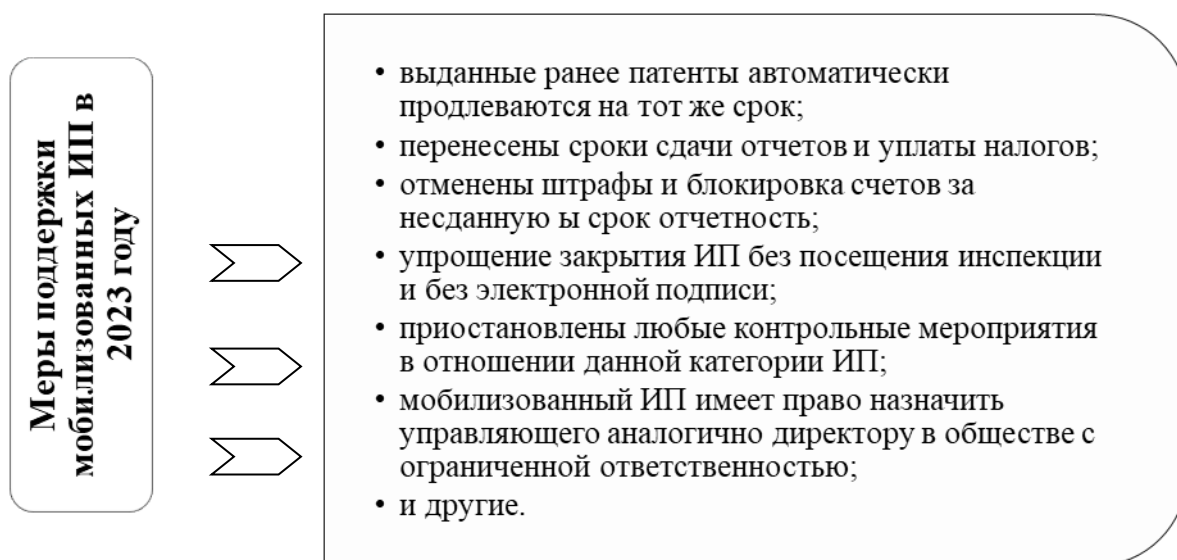 Меры поддержки
мобилизованных ИП в
2023 году
• выданные ранее патенты автоматически
продлеваются на тот же срок;
• перенесены сроки сдачи отчетов и уплаты налогов;
• отменены штрафы и блокировка счетов за
несданную ы срок отчетность;
• упрощение закрытия ИП без посещения инспекции
и без электронной подписи;
• приостановлены любые контрольные мероприятия
в отношении данной категории ИП;
• мобилизованный ИП имеет право назначить
управляющего аналогично директору в обществе с
ограниченной ответственностью;
• и другие.